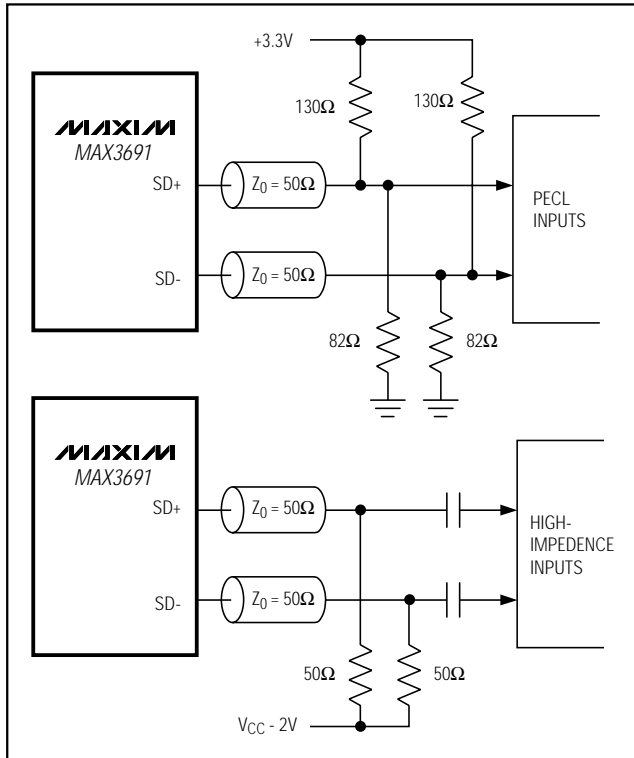 +3.3V
130Ω 130Ω
MAXIM
MAX3691
SD+ Z0 = 50Ω
PECL
INPUTS
SD- Z0 = 50Ω
82Ω 82Ω
MAXIM
MAX3691
SD+ Z0 = 50Ω
HIGH-
IMPEDENCE
INPUTS
SD- Z0 = 50Ω
50Ω 50Ω
VCC - 2V